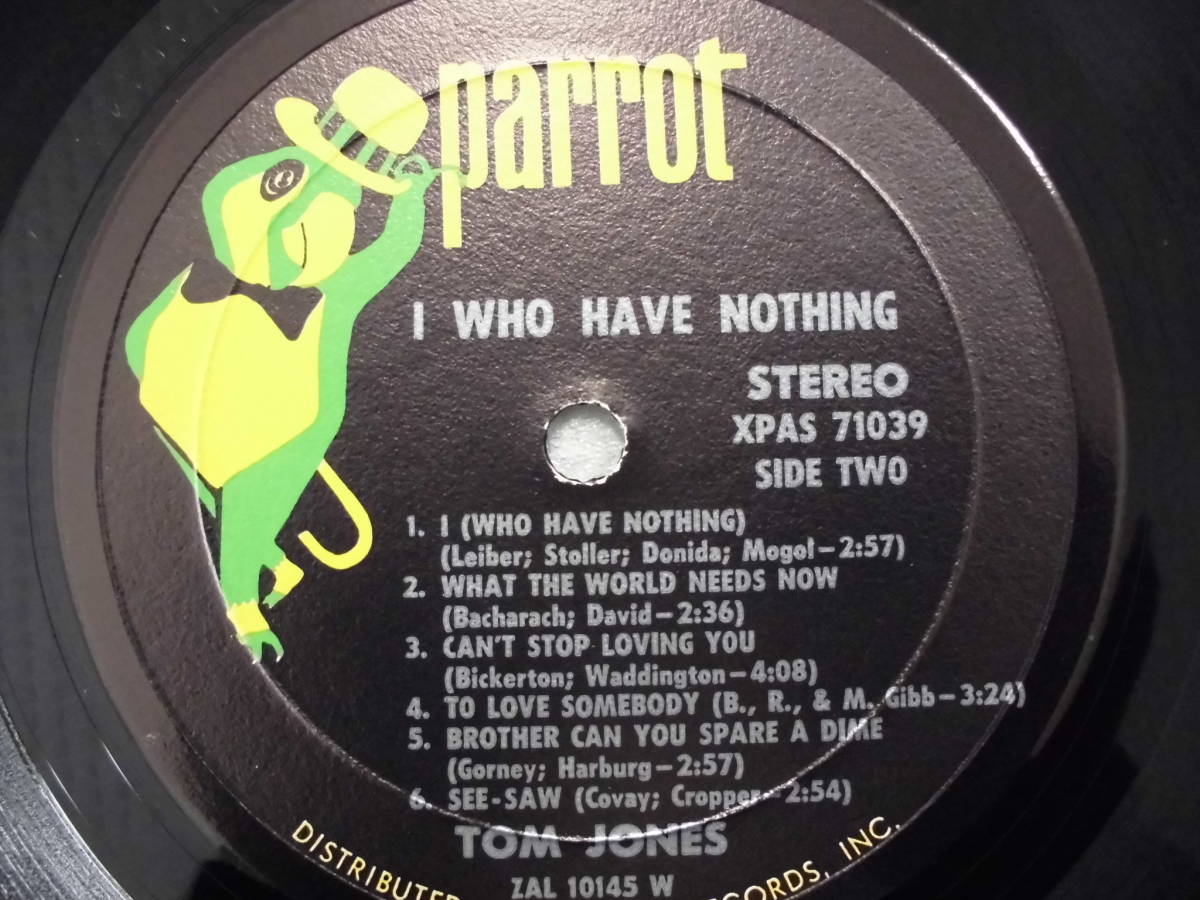 parrot
I WHO HAVE NOTHING
STEREO
XPAS 71039
SIDE TWO
1. I (WHO HAVE NOTHING)
(Leiber; Stoller; Donida; Mogol—2:57)
2. WHAT THE WORLD NEEDS NOW
(Bacharach; David—2:36)
3. CAN'T STOP LOVING YOU
(Bickerton; Waddington—4:08)
4. TO LOVE SOMEBODY (B., R., & M. Gibb—3:24)
5. BROTHER CAN YOU SPARE A DIME
(Gorney; Harburg—2:57)
6. SEE-SAW (Covay; Cropper—2:54)
TOM JONES
ZAL 10145 W
DISTRIBUTED INC.